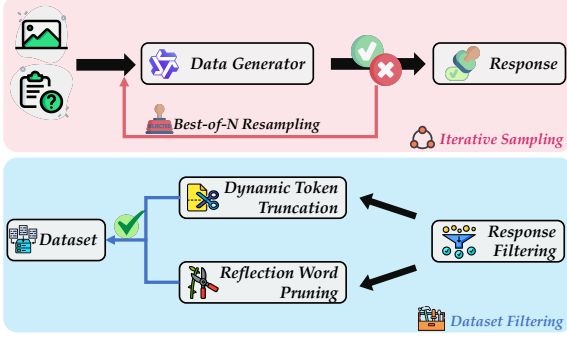 Data Generator
Response
Best-of-N Resampling
Iterative Sampling
Dynamic Token
Truncation
Dataset
Response
Filtering
Reflection Word
Pruning
Dataset Filtering